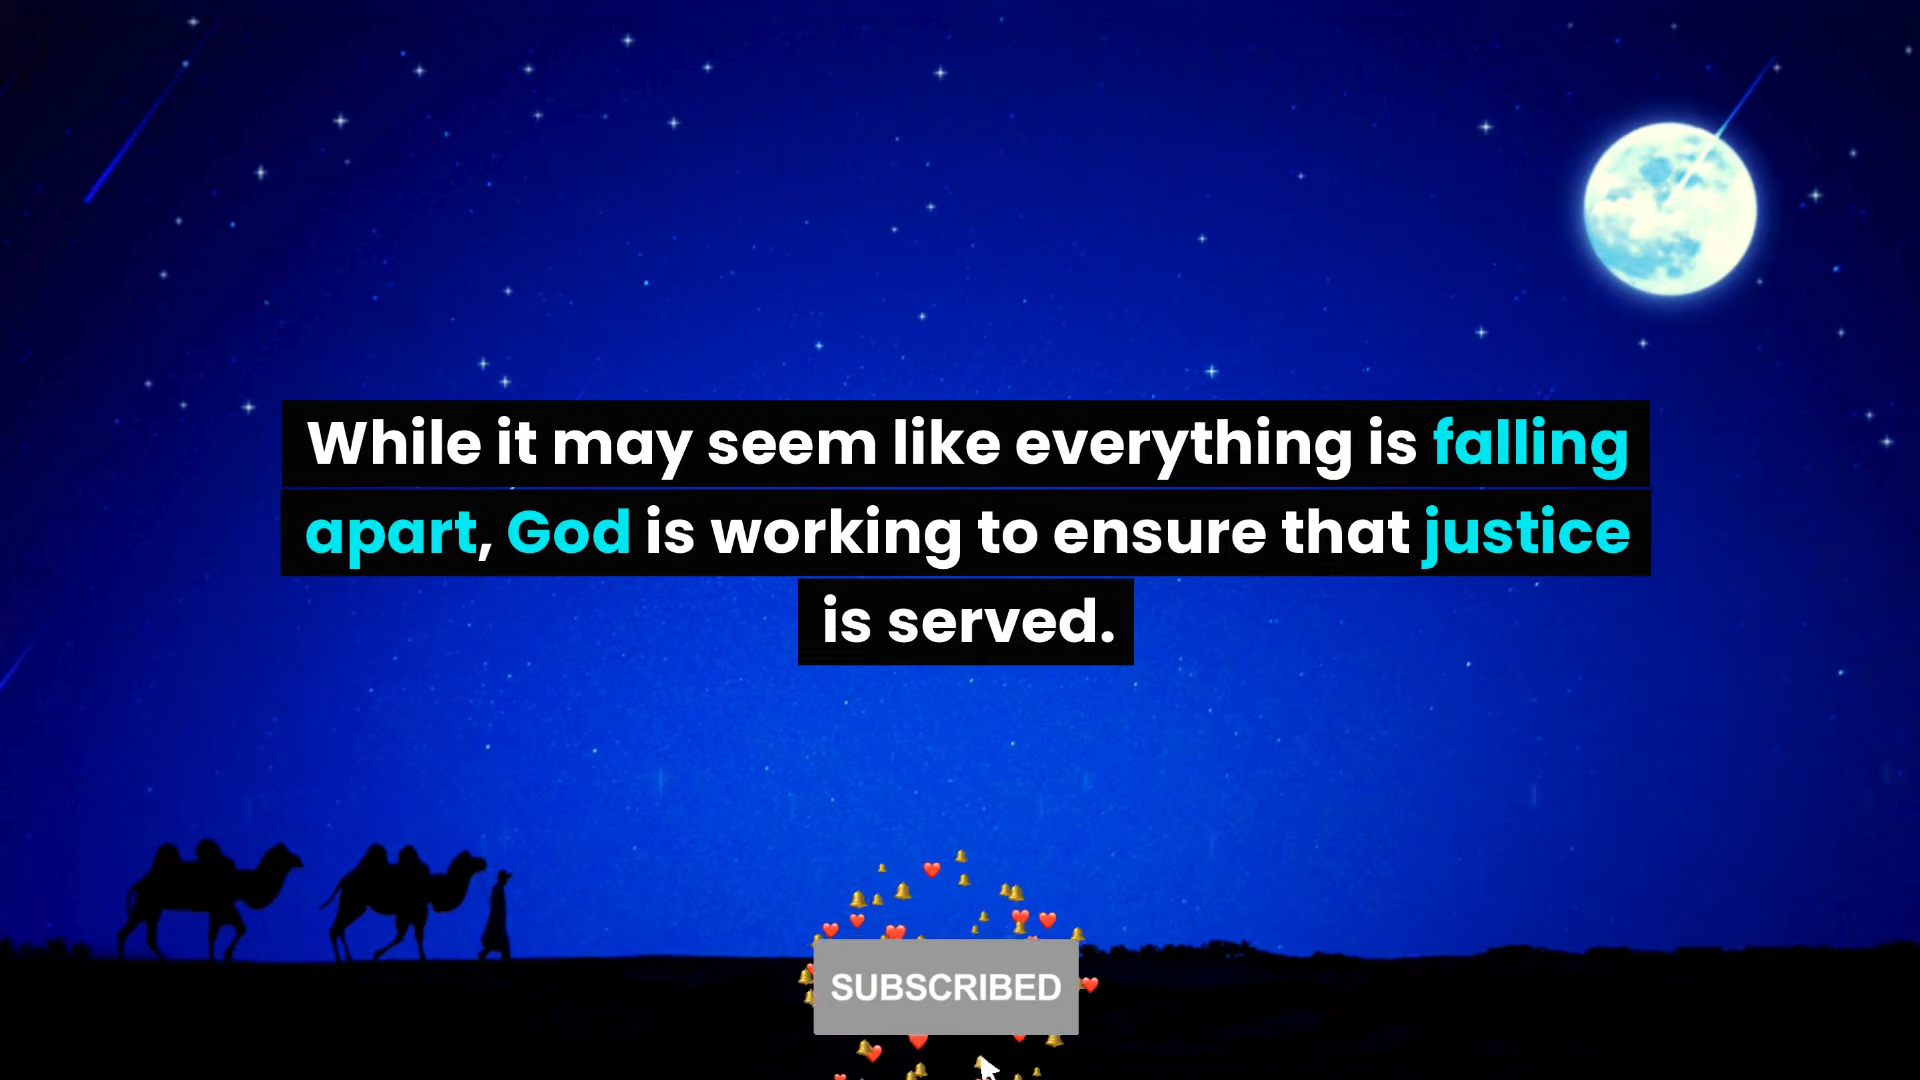 While it may seem like everything is falling
apart, God is working to ensure that justice
is served.
SUBSCRIBED